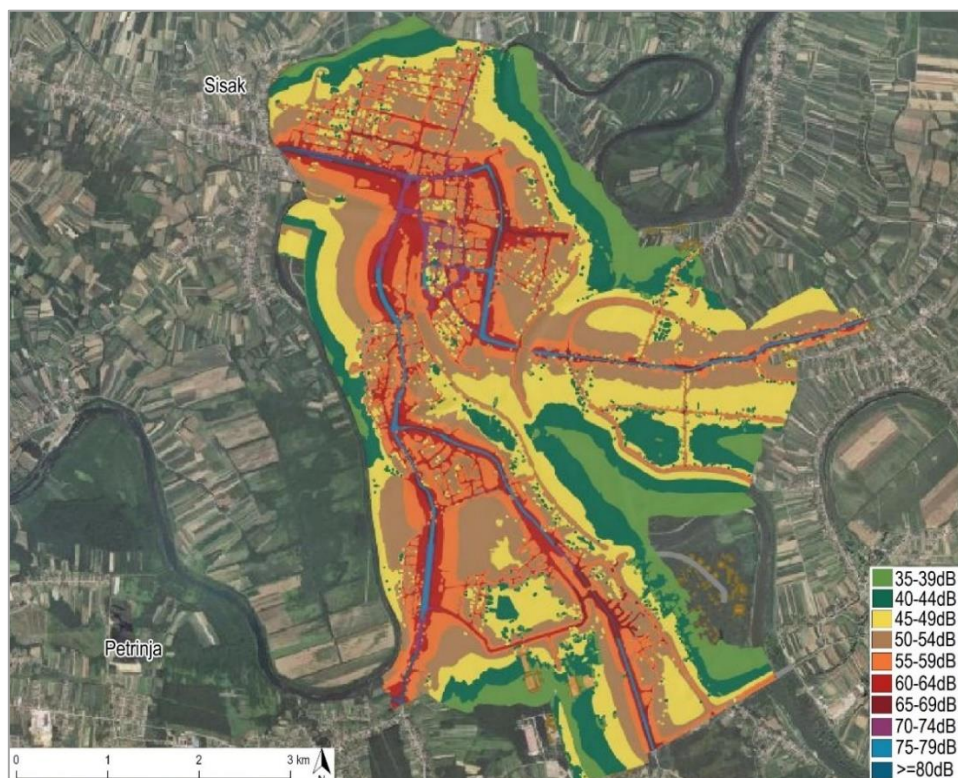 Sisak
Petrinja
35-39dB
40-44dB
45-49dB
50-54dB
55-59dB
60-64dB
65-69dB
70-74dB
75-79dB
>=80dB
0 1 2 3 km
N